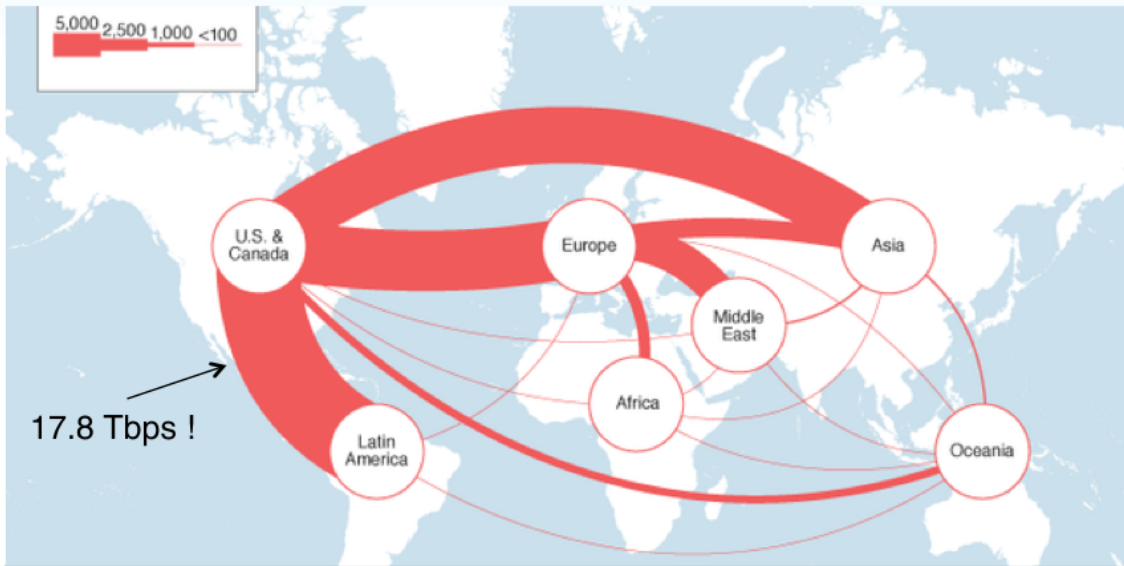 5,000 2,500 1,000 <100
U.S. &
Canada
Europe
Asia
Middle
East
Africa
17.8 Tbps !
Latin
America
Oceania